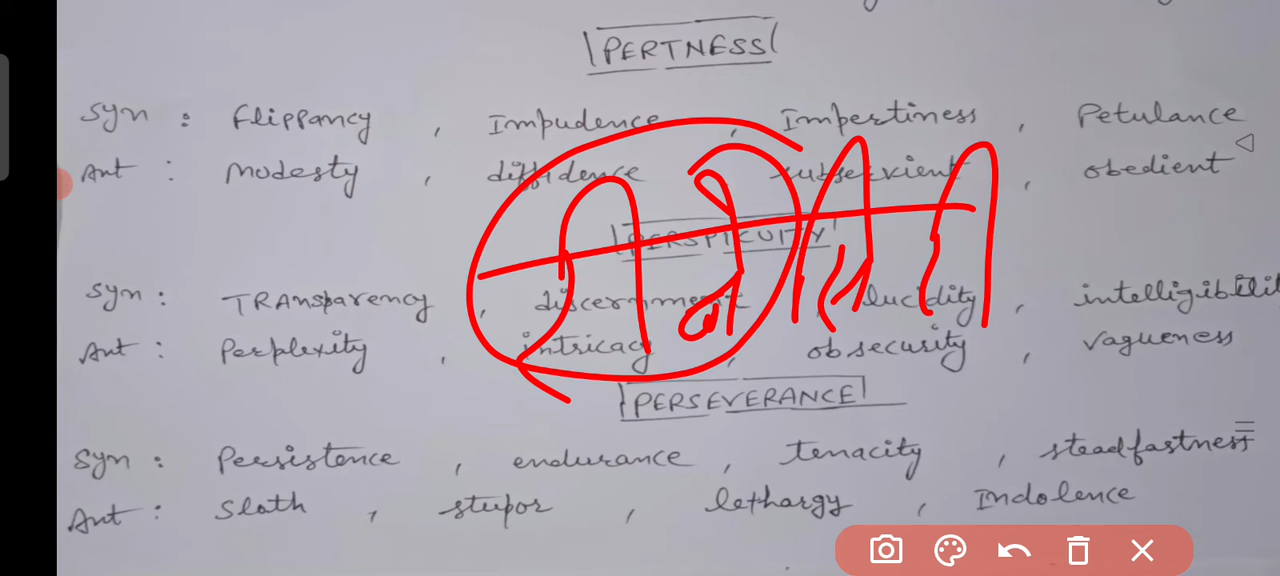 PERTNESS
Syn : Flippancy , Impudence , Impertiness , Petulance
Ant : Modesty , diffidence , subservient , obedient
PERSPICUITY
Syn : TRAnsparency , discernment , lucidity , intelligibility
Ant : Perplexity , intricacy , obsecurity , vagueness
PERSEVERANCE
Syn : Persistence , endurance , tenacity , steadfastness
Ant : Sloth , stupor , lethargy , Indolence